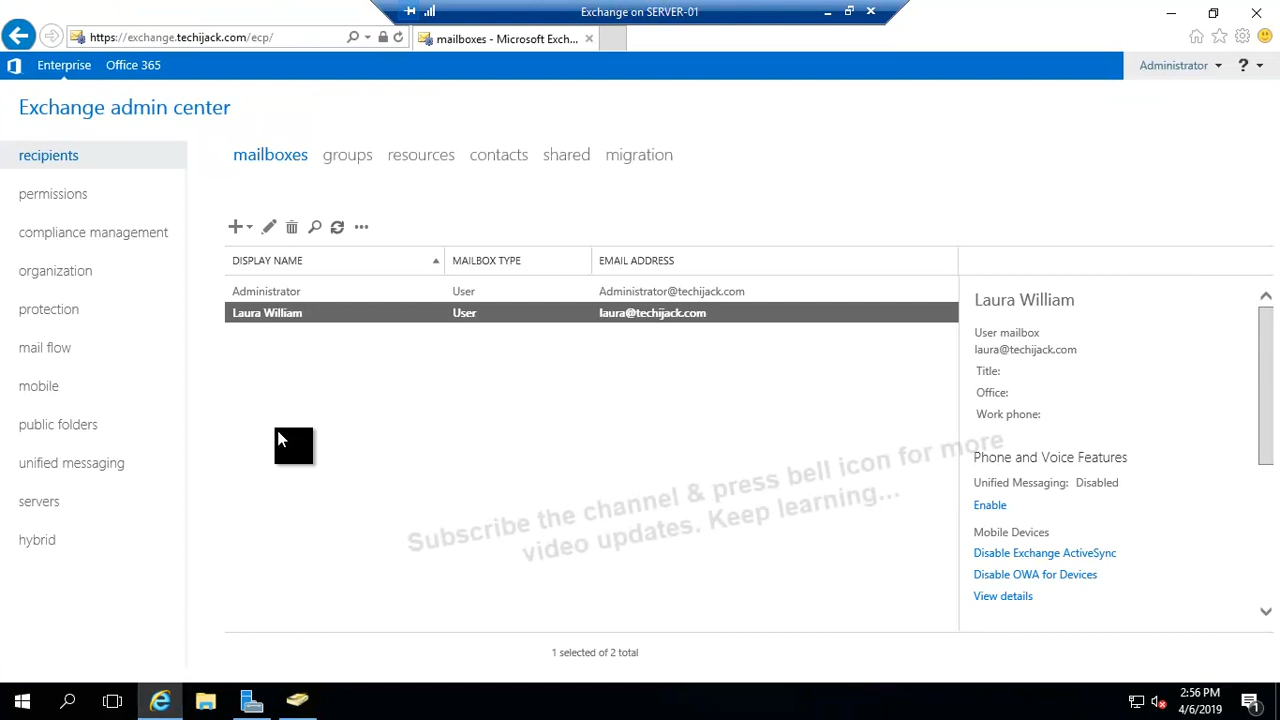 Exchange on SERVER-01
https://exchange.techijack.com/ecp/
mailboxes - Microsoft Exch...
Enterprise
Office 365
Administrator
?
Exchange admin center
recipients
permissions
compliance management
organization
protection
mail flow
mobile
public folders
unified messaging
servers
hybrid
mailboxes
groups
resources
contacts
shared
migration
DISPLAY NAME MAILBOX TYPE EMAIL ADDRESS
Administrator User Administrator@techijack.com
Laura William User laura@techijack.com
Laura William
User mailbox
laura@techijack.com
Title:
Office:
Work phone:
Phone and Voice Features
Unified Messaging: Disabled
Enable
Mobile Devices
Disable Exchange ActiveSync
Disable OWA for Devices
View details
Subscribe the channel & press bell icon for more
video updates. Keep learning...
1 selected of 2 total
2:56 PM
4/6/2019
1